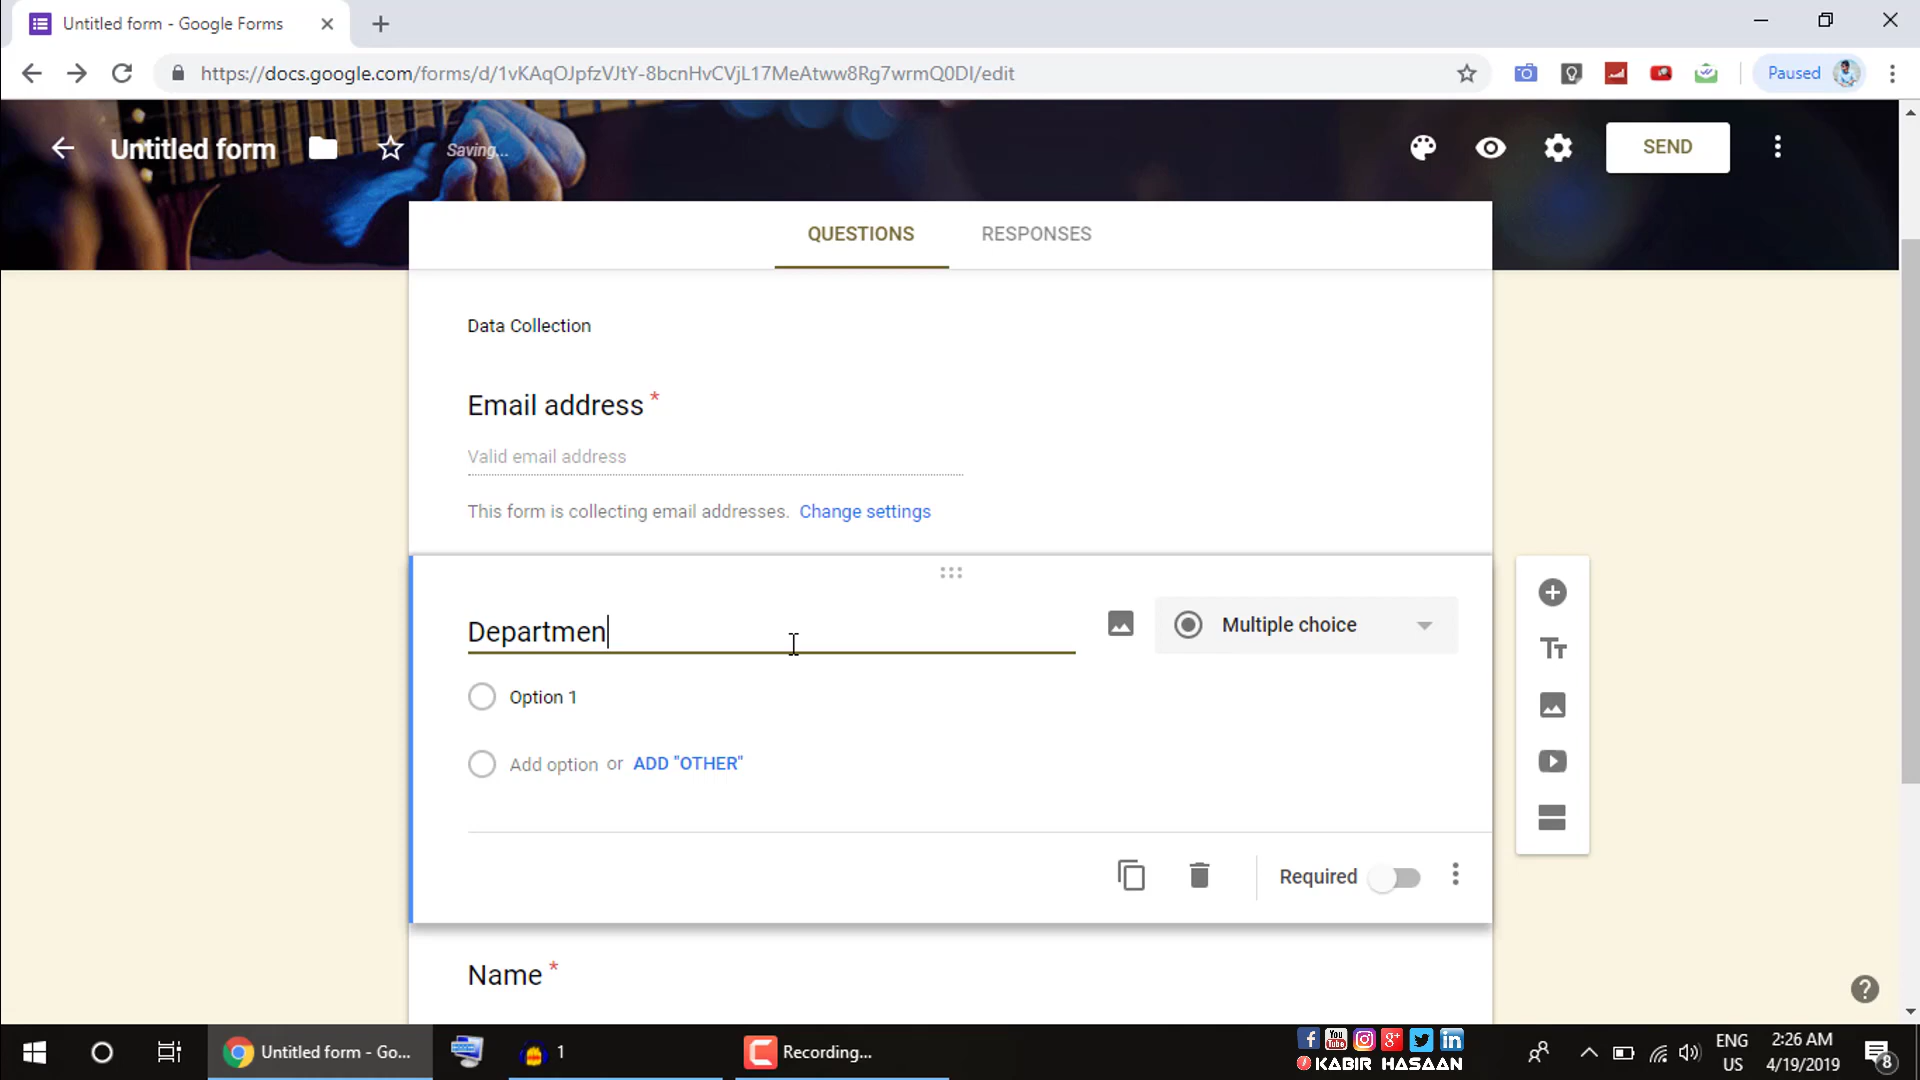 Untitled form - Google Forms
https://docs.google.com/forms/d/1vKAqOJpfzVJtY-8bcnHvCVjL17MeAtww8Rg7wrmQ0DI/edit
Paused
Untitled form
Saving...
SEND
QUESTIONS
RESPONSES
Data Collection
Email address *
Valid email address
This form is collecting email addresses. Change settings
Departmen
Multiple choice
Option 1
Add option or ADD "OTHER"
Required
Name *
Untitled form - Go...
1
Recording...
KABIR HASAAN
ENG
US
2:26 AM
4/19/2019
8